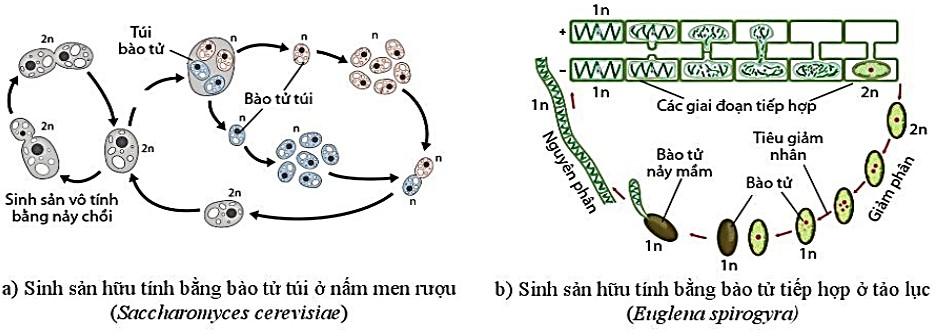 2n
2n
2n
Sinh sản vô tính
bằng nảy chồi
Túi
bào tử
n
n
n
Bào tử túi
n
n
n
n
2n
a) Sinh sản hữu tính bằng bào tử túi ở nấm men rượu
(Saccharomyces cerevisiae)
1n
+
-
1n
2n
Các giai đoạn tiếp hợp
1n
Nguyên phân
Bào tử
nảy mầm
Tiêu giảm
nhân
Bào tử
2n
Giảm phân
1n
1n
1n
b) Sinh sản hữu tính bằng bào tử tiếp hợp ở tảo lục
(Euglena spirogyra)